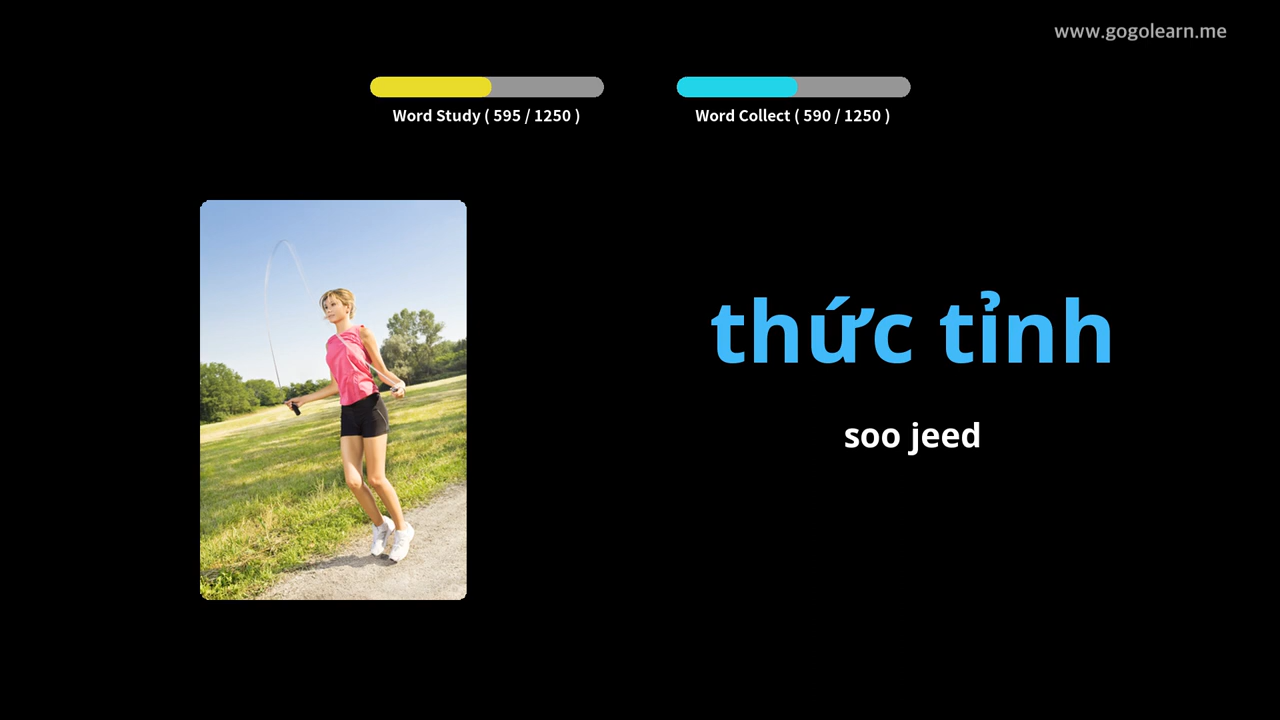 www.gogolearn.me
Word Study ( 595 / 1250 )
Word Collect ( 590 / 1250 )
thức tỉnh
soo jeed